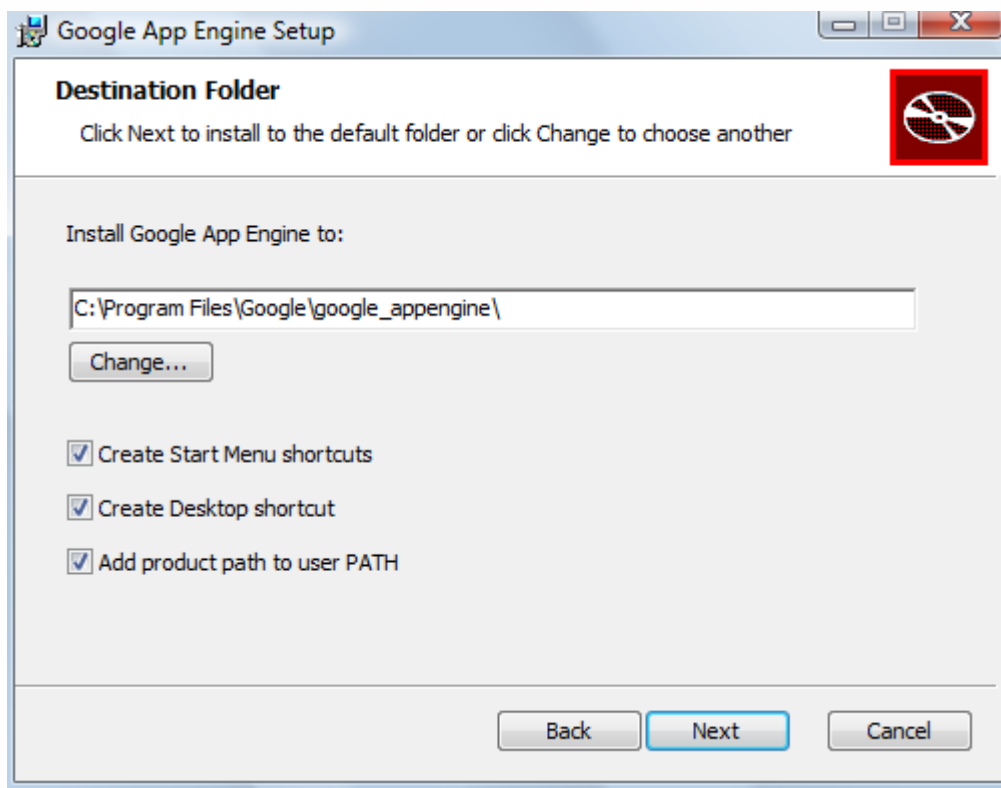 Google App Engine Setup
Destination Folder
Click Next to install to the default folder or click Change to choose another
Install Google App Engine to:
C:\Program Files\Google\google_appengine\
Change...
Create Start Menu shortcuts
Create Desktop shortcut
Add product path to user PATH
Back
Next
Cancel